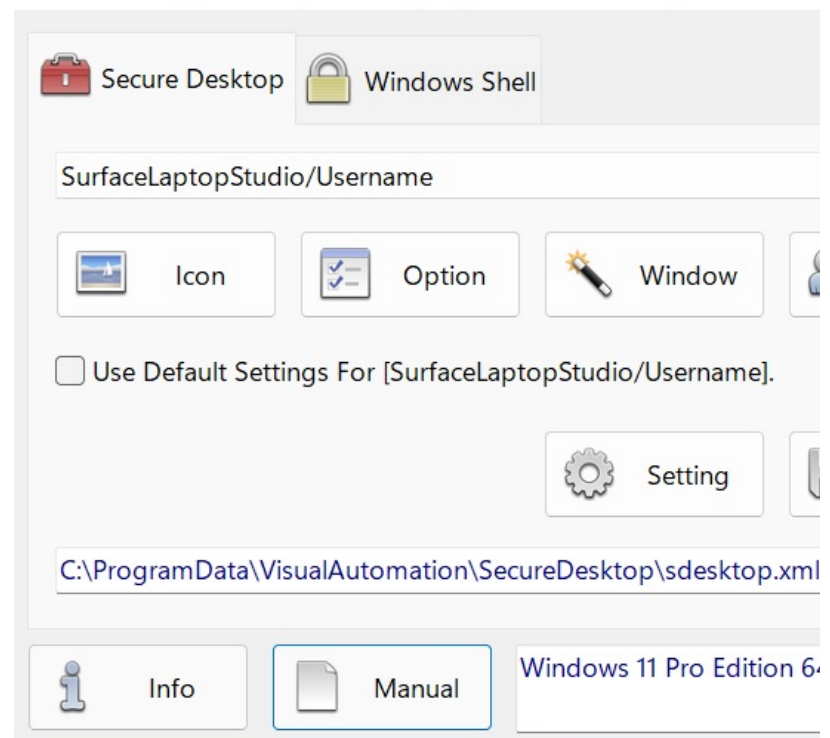 Secure Desktop Windows Shell
SurfaceLaptopStudio/Username
Icon Option Window
Use Default Settings For [SurfaceLaptopStudio/Username].
Setting
C:\ProgramData\VisualAutomation\SecureDesktop\sdesktop.xml
Info Manual Windows 11 Pro Edition 64